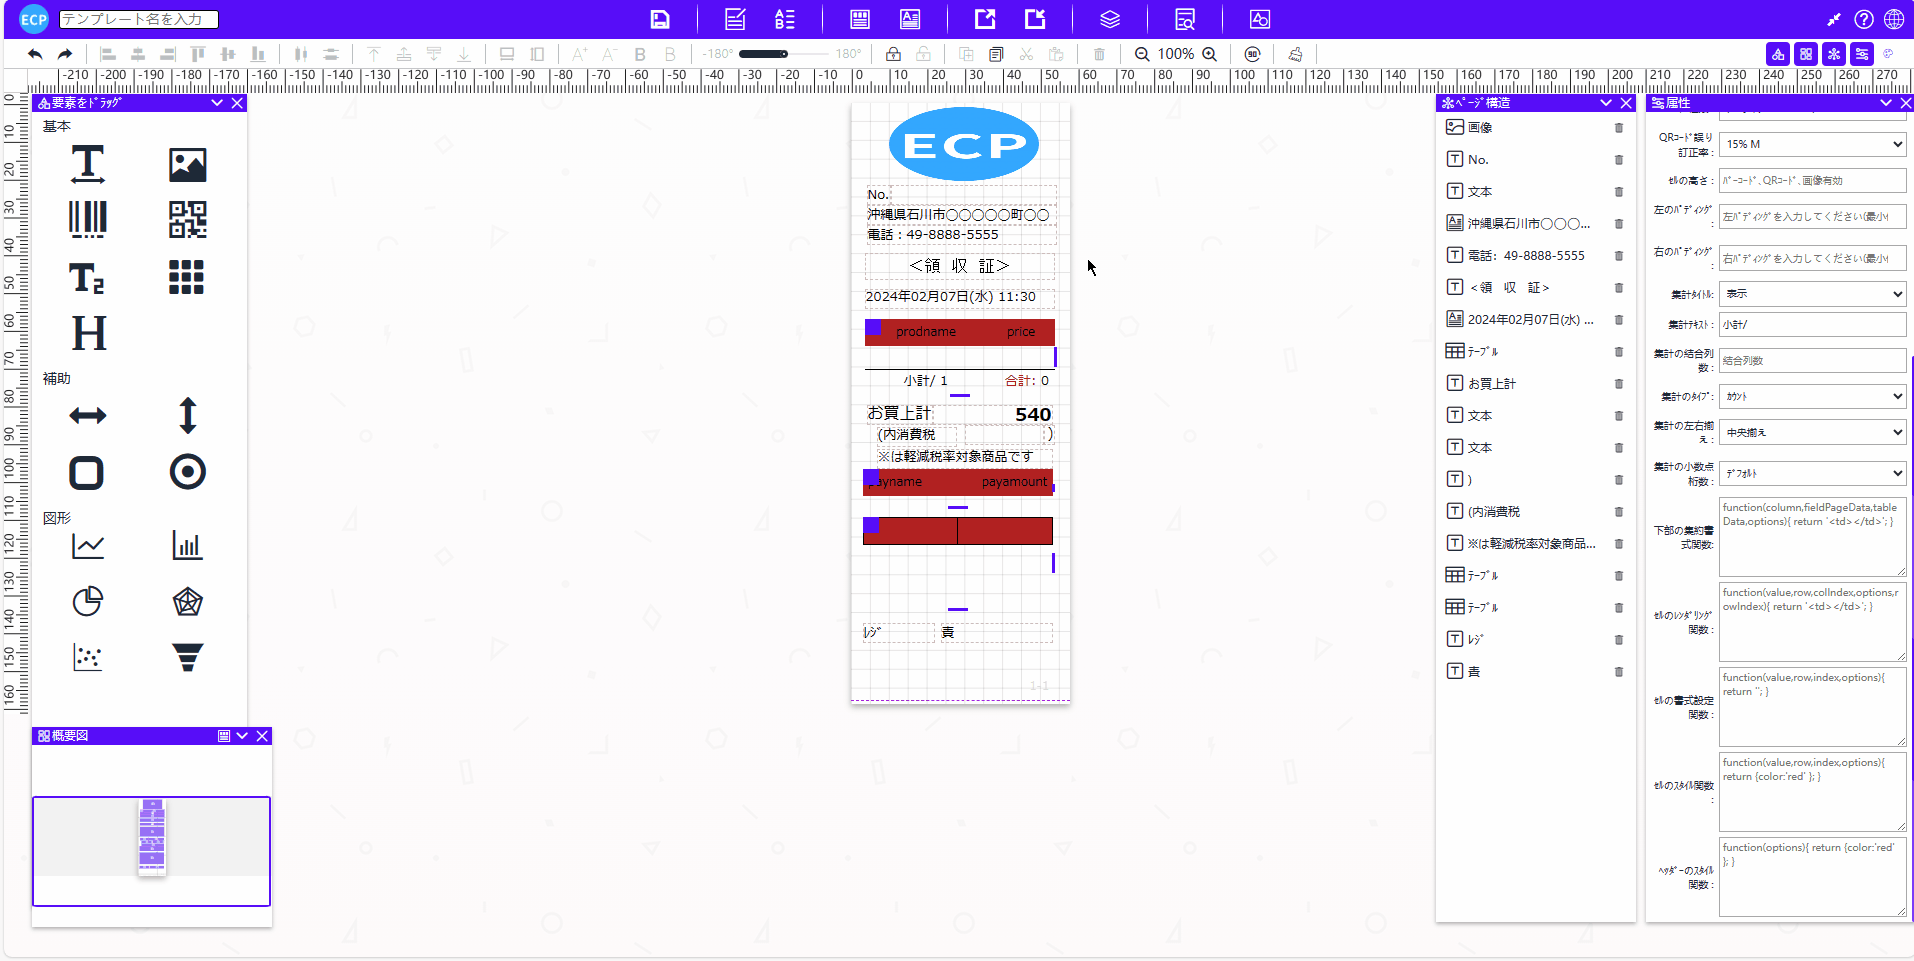 ECP テンプレート名を入力
-180° 180° 100% 90°
-210 -200 -190 -180 -170 -160 -150 -140 -130 -120 -110 -100 -90 -80 -70 -60 -50 -40 -30 -20 -10 0 10 20 30 40 50 60 70 80 90 100 110 120 130 140 150 160 170 180 190 200 210 220 230 240 250 260 270
0
10
20
30
40
50
60
70
80
90
100
110
120
130
140
150
160
要素をﾄﾞﾗｯｸﾞ
基本
補助
図形
概要図
ECP
No.
沖縄県石川市〇〇〇〇〇町〇〇
電話：49-8888-5555
＜領 収 証＞
2024年02月07日(水) 11:30
prodname price
小計/ 1 合計: 0
お買上計 540
(内消費税 )
※は軽減税率対象商品です
payname payamount
ﾚｼﾞ 責
1-1
ﾍﾟｰｼﾞ構造
画像
No.
文本
沖縄県石川市〇〇〇...
電話：49-8888-5555
＜領 収 証＞
2024年02月07日(水) ...
ﾃｰﾌﾞﾙ
お買上計
文本
文本
)
(内消費税
※は軽減税率対象商品...
ﾃｰﾌﾞﾙ
ﾃｰﾌﾞﾙ
ﾚｼﾞ
責
属性
QRｺｰﾄﾞ誤り訂正率： 15% M
ｾﾙの高さ： ﾊﾞｰｺｰﾄﾞ、QRｺｰﾄﾞ、画像有効
左のﾊﾟﾃﾞｨﾝｸﾞ： 左ﾊﾟﾃﾞｨﾝｸﾞを入力してください(最小
右のﾊﾟﾃﾞｨﾝｸﾞ： 右ﾊﾟﾃﾞｨﾝｸﾞを入力してください(最小
集計ﾀｲﾄﾙ： 表示
集計ﾃｷｽﾄ： 小計/
集計の結合列数： 結合列数
集計のﾀｲﾌﾟ： ｶｳﾝﾄ
集計の左右揃え： 中央揃え
集計の小数点桁数： ﾃﾞﾌｫﾙﾄ
下部の集約書式関数: function(column,fieldPageData,tableData,options){ return '<td></td>'; }
ｾﾙのﾚﾝﾀﾞﾘﾝｸﾞ関数： function(value,row,colIndex,options,rowIndex){ return '<td></td>'; }
ｾﾙの書式設定関数： function(value,row,index,options){ return ''; }
ｾﾙのｽﾀｲﾙ関数： function(value,row,index,options){ return {color:'red' }; }
ﾍｯﾀﾞｰのｽﾀｲﾙ関数： function(options){ return {color:'red' }; }